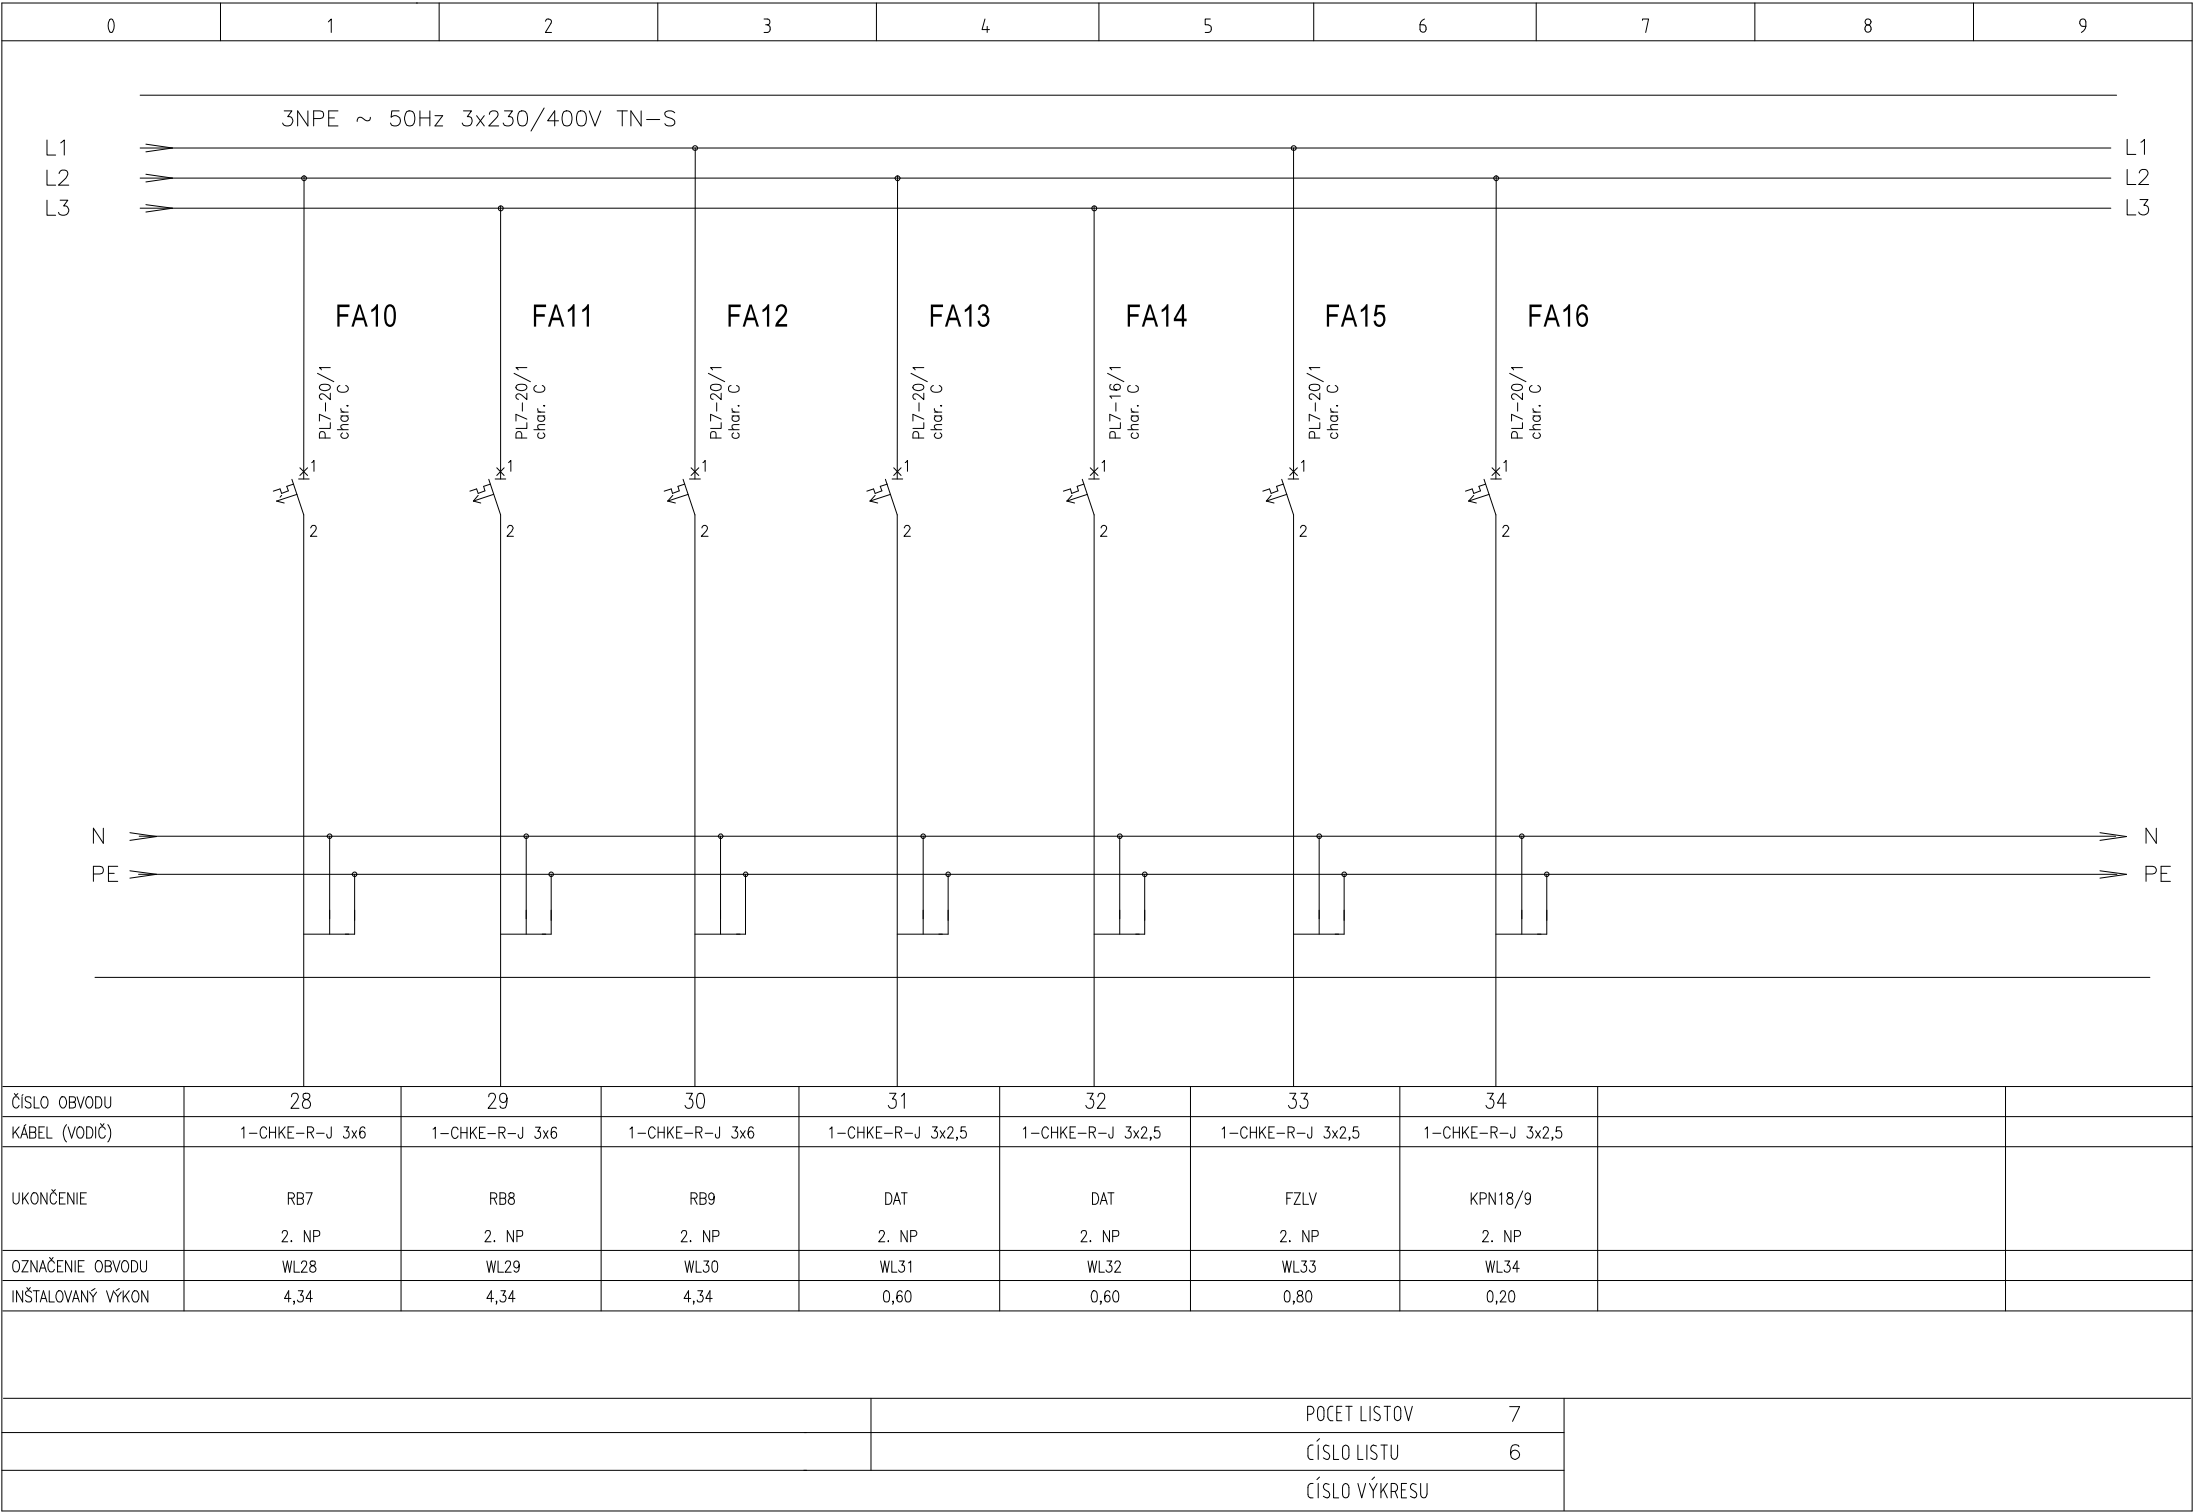 0 1 2 3 4 5 6 7 8 9
3NPE ~ 50Hz 3x230/400V TN-S
L1 L1
L2 L2
L3 L3
FA10 FA11 FA12 FA13 FA14 FA15 FA16
PL7-20/1
char. C
PL7-20/1
char. C
PL7-20/1
char. C
PL7-20/1
char. C
PL7-16/1
char. C
PL7-20/1
char. C
PL7-20/1
char. C
1 1 1 1 1 1 1
2 2 2 2 2 2 2
N N
PE PE
ČÍSLO OBVODU 28 29 30 31 32 33 34
KÁBEL (VODIČ) 1-CHKE-R-J 3x6 1-CHKE-R-J 3x6 1-CHKE-R-J 3x6 1-CHKE-R-J 3x2,5 1-CHKE-R-J 3x2,5 1-CHKE-R-J 3x2,5 1-CHKE-R-J 3x2,5
UKONČENIE RB7 RB8 RB9 DAT DAT FZLV KPN18/9
2. NP 2. NP 2. NP 2. NP 2. NP 2. NP 2. NP
OZNAČENIE OBVODU WL28 WL29 WL30 WL31 WL32 WL33 WL34
INŠTALOVANÝ VÝKON 4,34 4,34 4,34 0,60 0,60 0,80 0,20
POCET LISTOV 7
CÍSLO LISTU 6
CÍSLO VÝKRESU